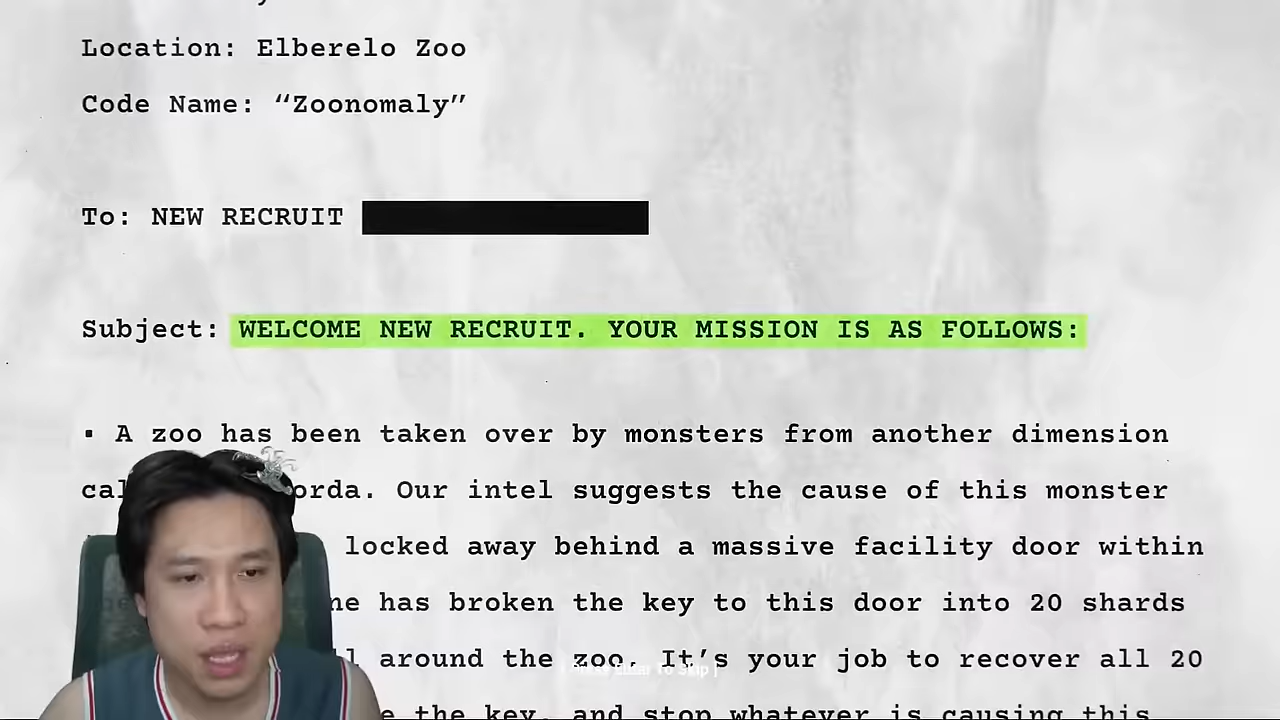 Location: Elberelo Zoo
Code Name: “Zoonomaly”
To: NEW RECRUIT
Subject: WELCOME NEW RECRUIT. YOUR MISSION IS AS FOLLOWS:
▪ A zoo has been taken over by monsters from another dimension
orda. Our intel suggests the cause of this monster
locked away behind a massive facility door within
has broken the key to this door into 20 shards
around the zoo. It’s your job to recover all 20
Enter To Skip ]
the key, and stop whatever is causing this